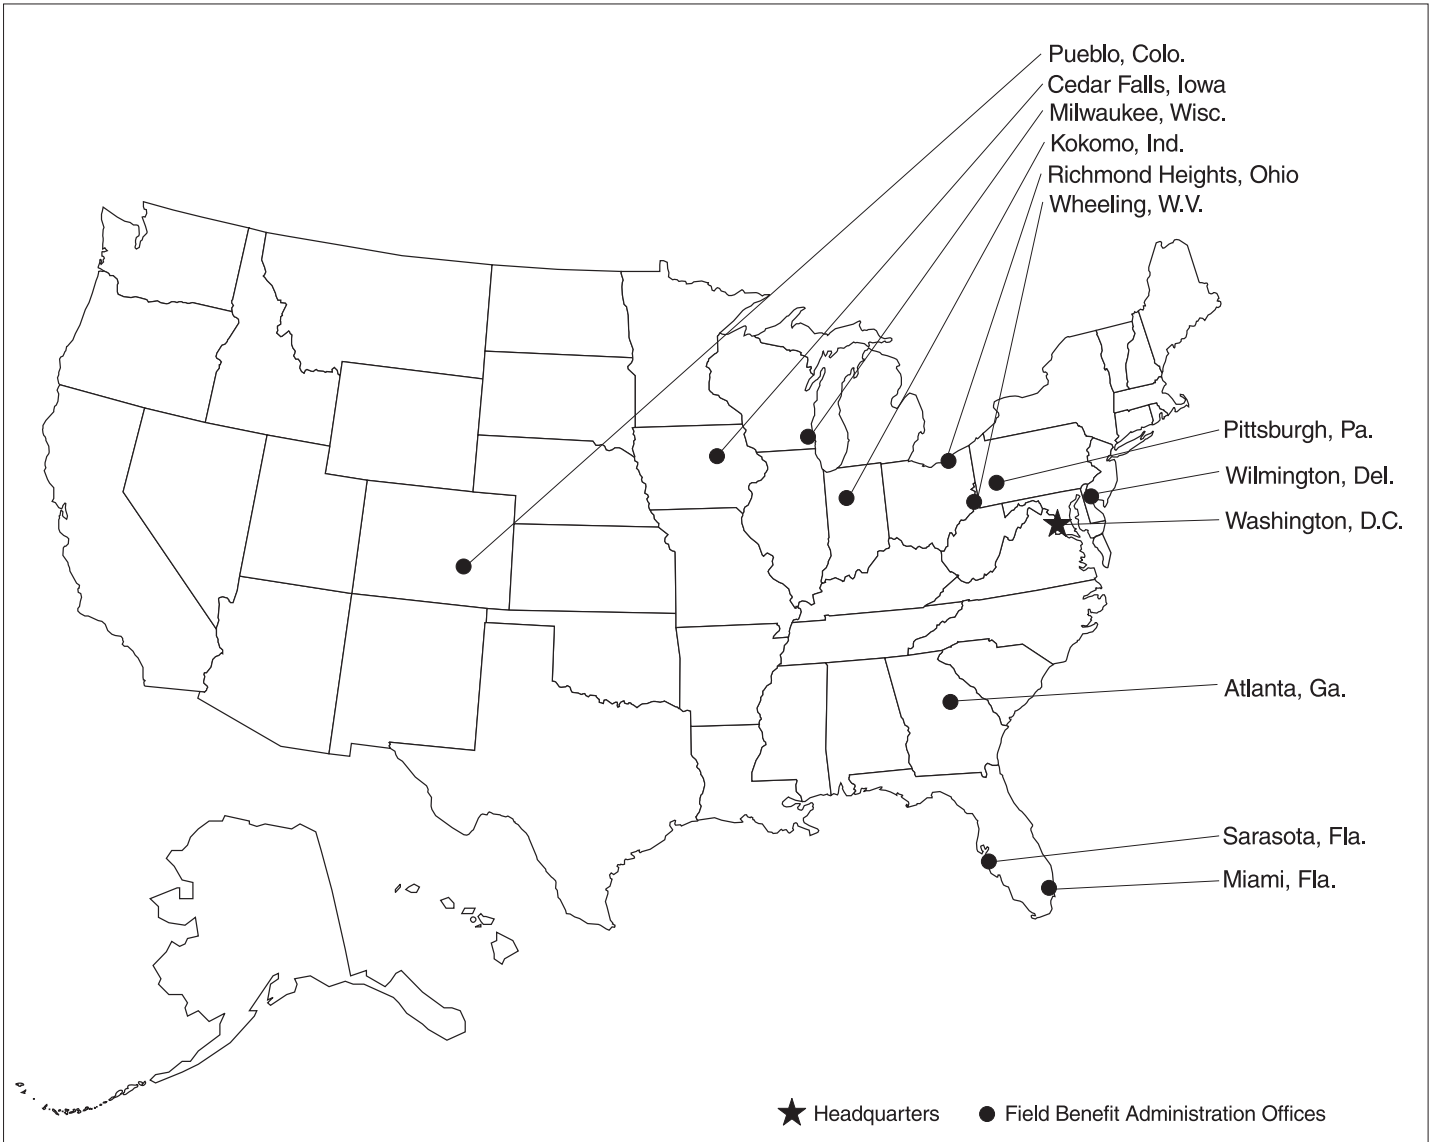 Pueblo, Colo.
Cedar Falls, Iowa
Milwaukee, Wisc.
Kokomo, Ind.
Richmond Heights, Ohio
Wheeling, W.V.
Pittsburgh, Pa.
Wilmington, Del.
Washington, D.C.
Atlanta, Ga.
Sarasota, Fla.
Miami, Fla.
Headquarters
Field Benefit Administration Offices